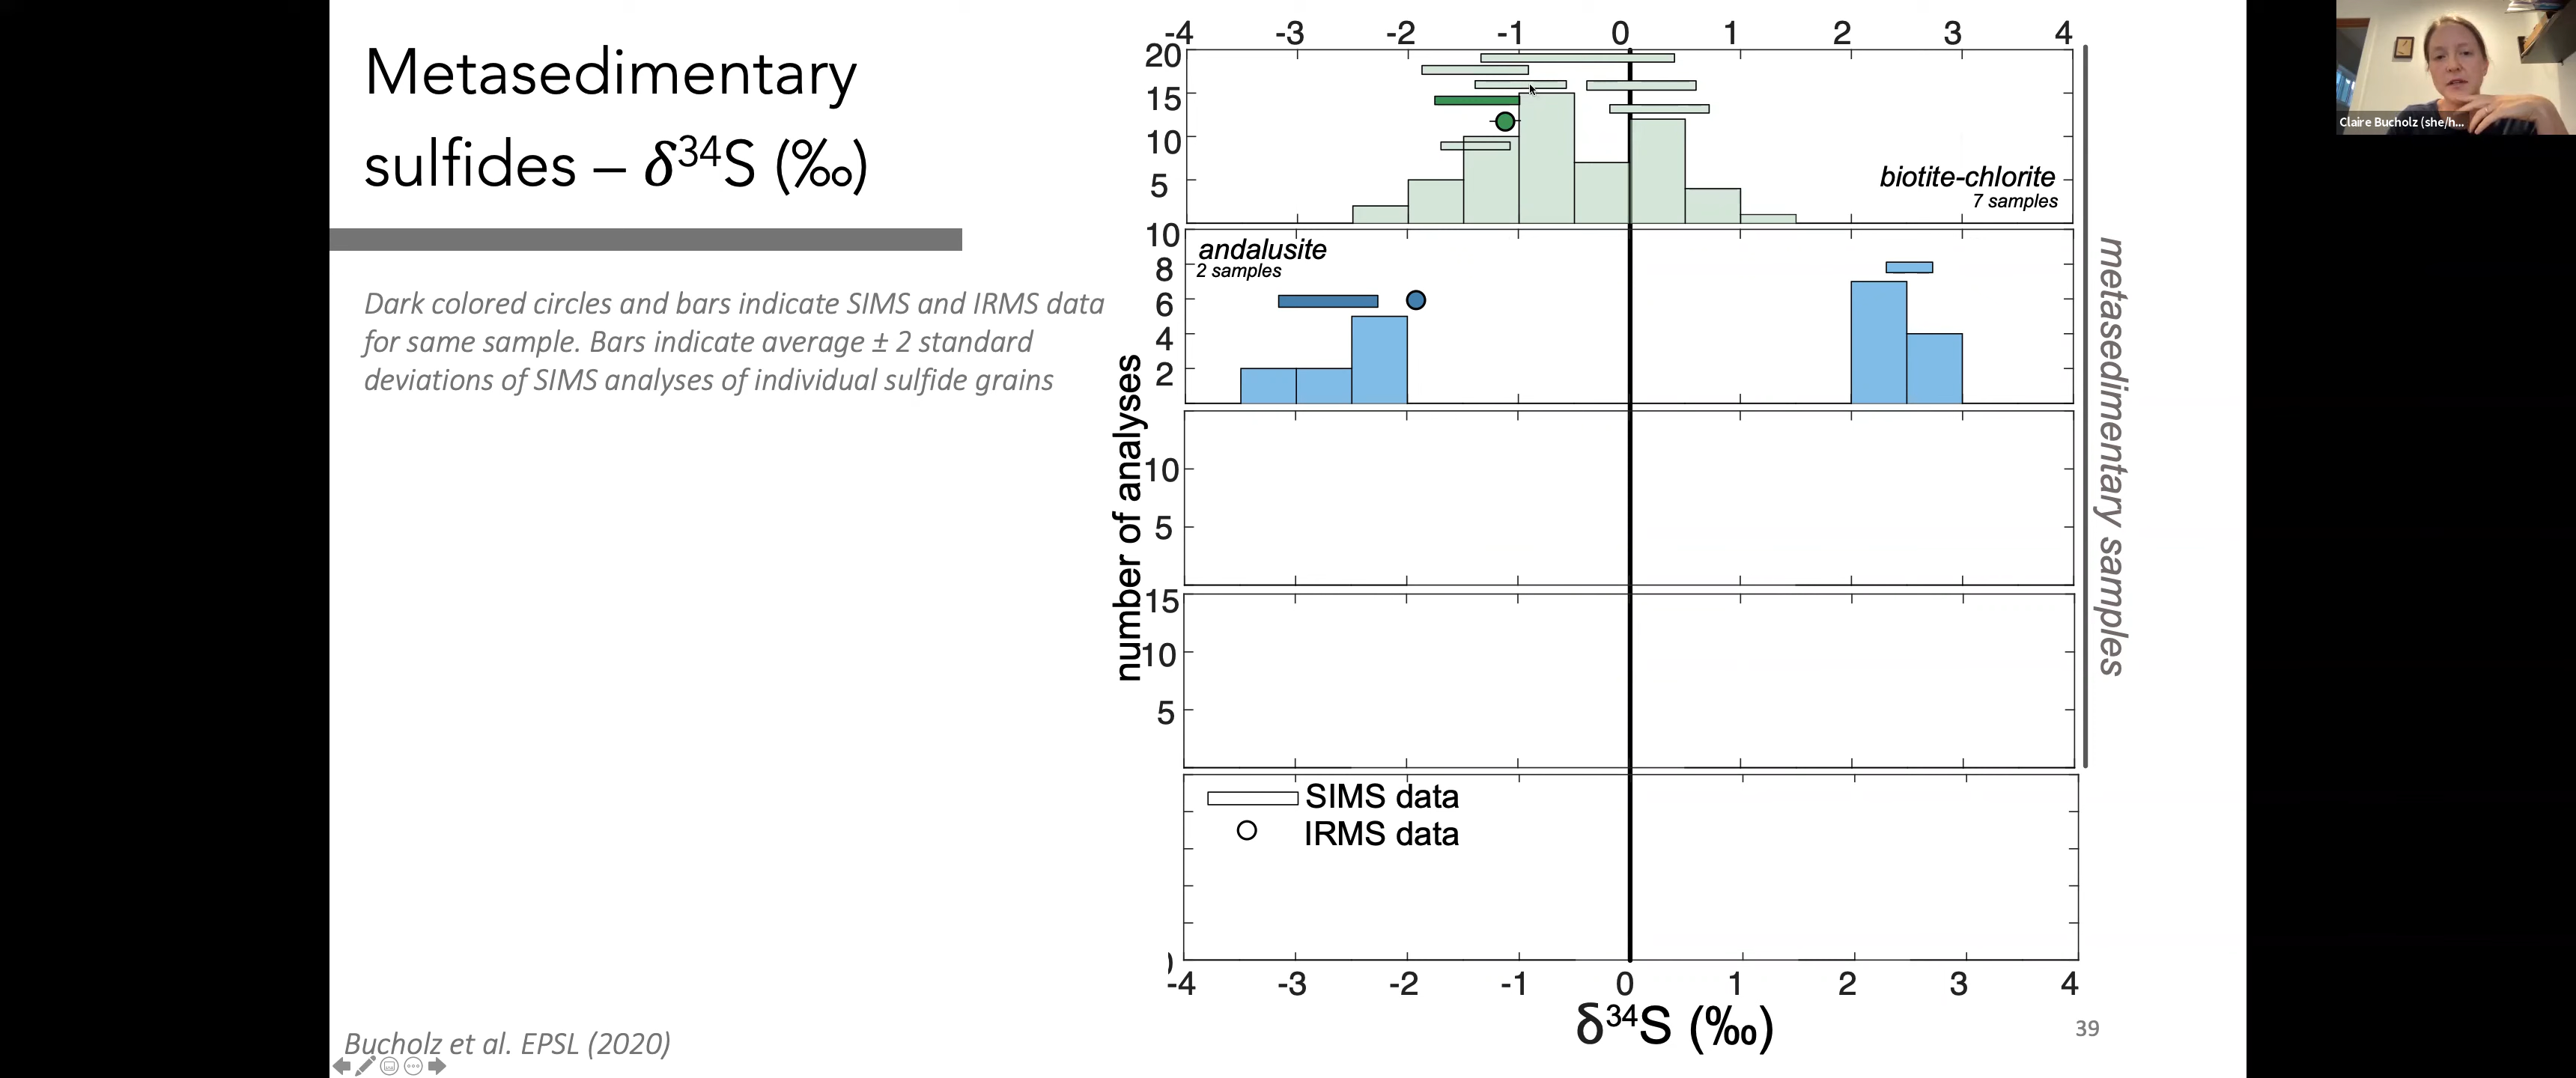 Metasedimentary
sulfides – δ³⁴S (‰)
Dark colored circles and bars indicate SIMS and IRMS data
for same sample. Bars indicate average ± 2 standard
deviations of SIMS analyses of individual sulfide grains
Bucholz et al. EPSL (2020)
-4 -3 -2 -1 0 1 2 3 4
20
15
10
5
biotite-chlorite
7 samples
10
8
6
4
2
andalusite
2 samples
number of analyses
10
5
15
10
5
SIMS data
IRMS data
)
-4 -3 -2 -1 0 1 2 3 4
δ³⁴S (‰)
metasedimentary samples
39
Claire Bucholz (she/h...